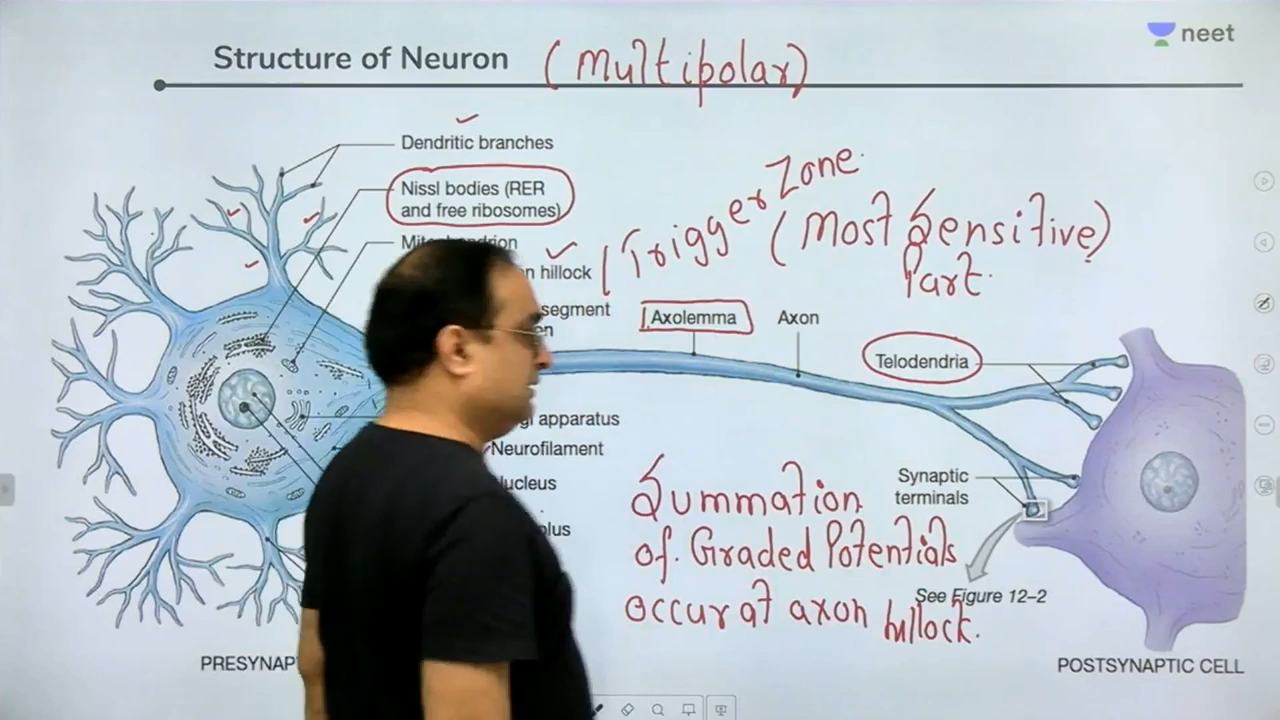 neet
Structure of Neuron (Multipolar)
Dendritic branches
Nissl bodies (RER
and free ribosomes)
hillock
Trigger Zone
(Most Sensitive)
Part
segment
Axolemma
Axon
Telodendria
apparatus
Neurofilament
Synaptic
terminals
Summation
of Graded Potentials
occur at axon hillock.
See Figure 12–2
POSTSYNAPTIC CELL